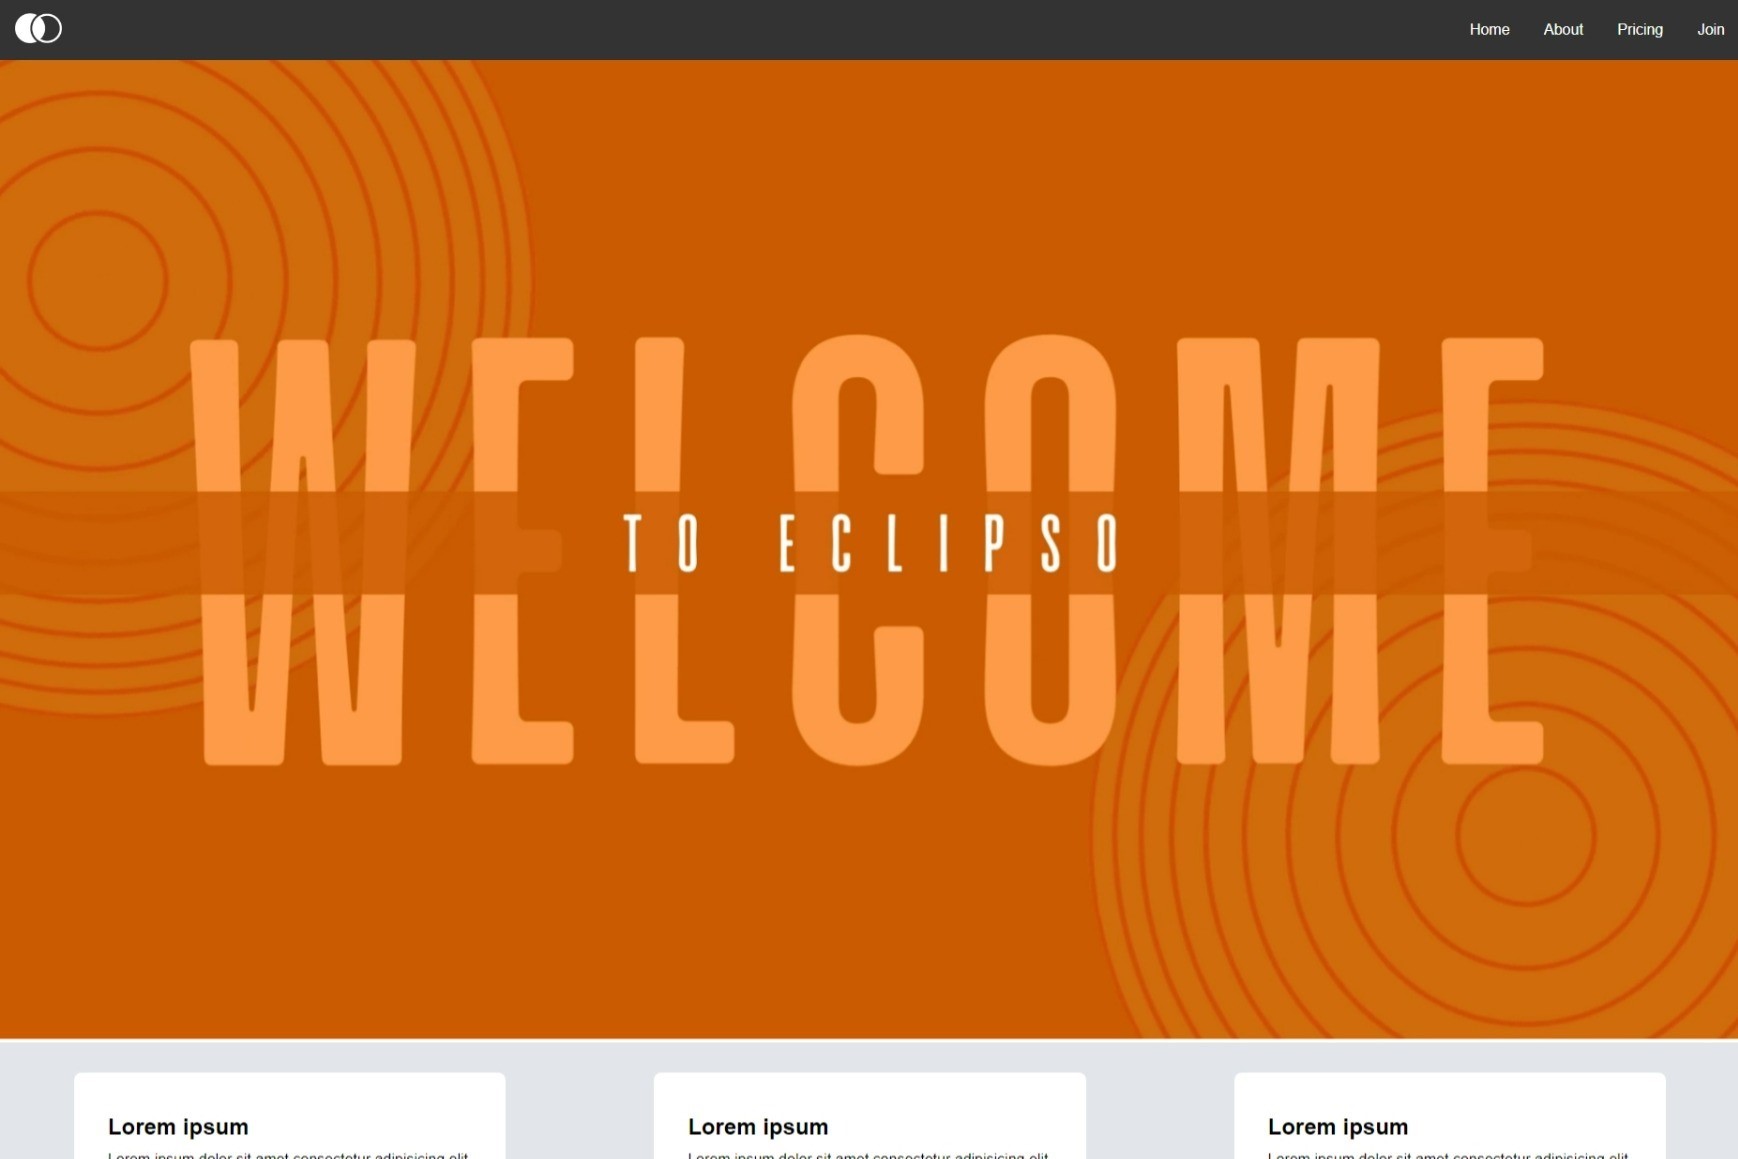 Home About Pricing Join
WELCOME
TO ECLIPSO
Lorem ipsum Lorem ipsum Lorem ipsum
Lorem ipsum dolor sit amet consectetur adipisicing elit. Lorem ipsum dolor sit amet consectetur adipisicing elit. Lorem ipsum dolor sit amet consectetur adipisicing elit.